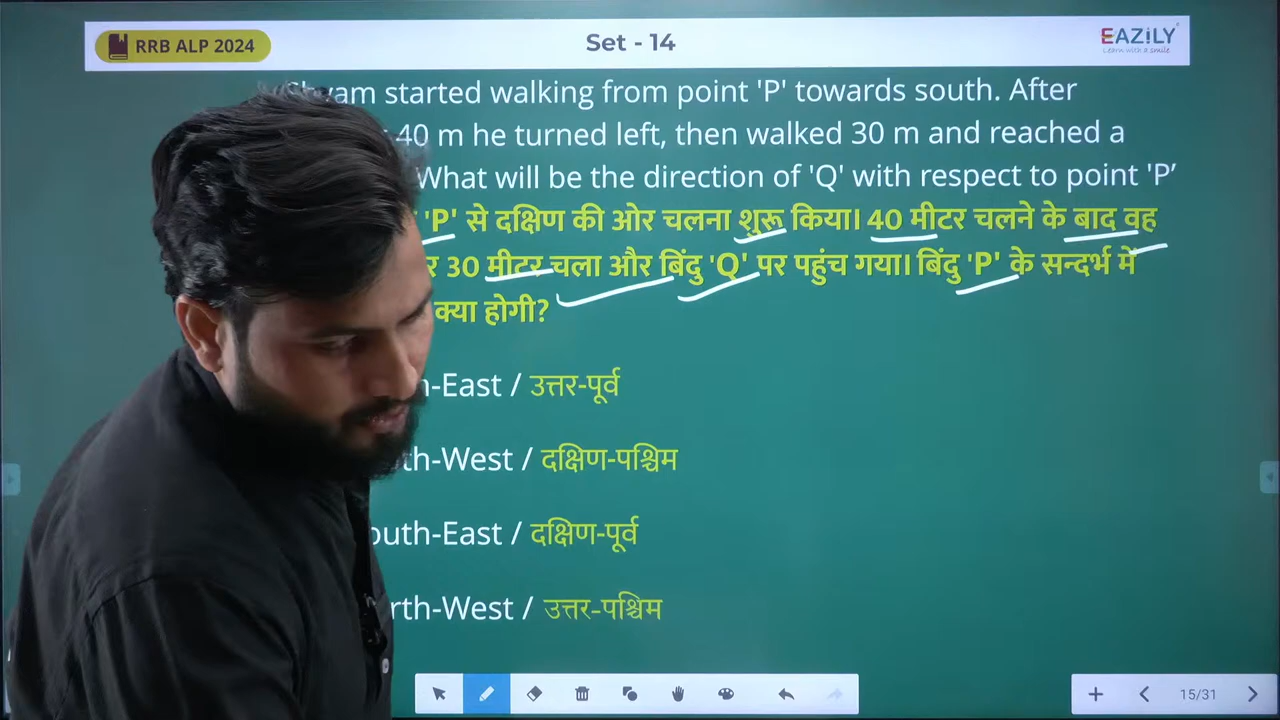 RRB ALP 2024
Set - 14
EAZILY
Learn with a smile
Shyam started walking from point 'P' towards south. After
40 m he turned left, then walked 30 m and reached a
What will be the direction of 'Q' with respect to point 'P'
'P' से दक्षिण की ओर चलना शुरू किया। 40 मीटर चलने के बाद वह
30 मीटर चला और बिंदु 'Q' पर पहुंच गया। बिंदु 'P' के सन्दर्भ में
क्या होगी?
-East / उत्तर-पूर्व
th-West / दक्षिण-पश्चिम
outh-East / दक्षिण-पूर्व
rth-West / उत्तर-पश्चिम
15/31